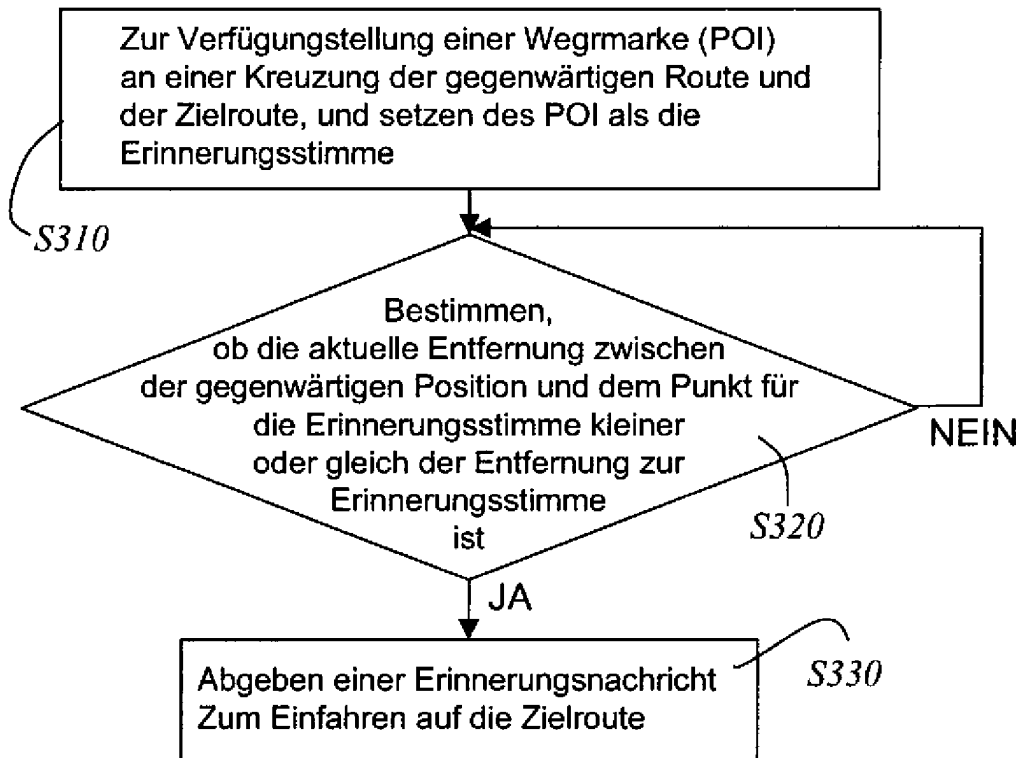 Zur Verfügungstellung einer Wegrmarke (POI)
an einer Kreuzung der gegenwärtigen Route und
der Zielroute, und setzen des POI als die
Erinnerungsstimme
S310
Bestimmen,
ob die aktuelle Entfernung zwischen
der gegenwärtigen Position und dem Punkt für
die Erinnerungsstimme kleiner
oder gleich der Entfernung zur
Erinnerungsstimme
ist
NEIN
S320
JA
Abgeben einer Erinnerungsnachricht
Zum Einfahren auf die Zielroute
S330